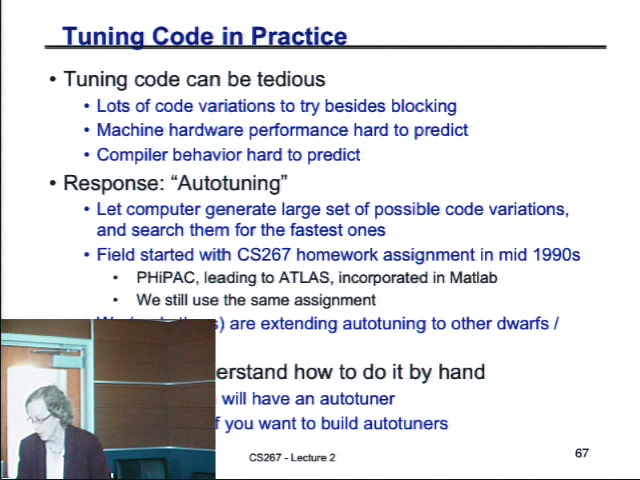 Tuning Code in Practice
• Tuning code can be tedious
• Lots of code variations to try besides blocking
• Machine hardware performance hard to predict
• Compiler behavior hard to predict
• Response: “Autotuning”
• Let computer generate large set of possible code variations,
and search them for the fastest ones
• Field started with CS267 homework assignment in mid 1990s
• PHiPAC, leading to ATLAS, incorporated in Matlab
• We still use the same assignment
are extending autotuning to other dwarfs /
how to do it by hand
will have an autotuner
if you want to build autotuners
CS267 - Lecture 2
67